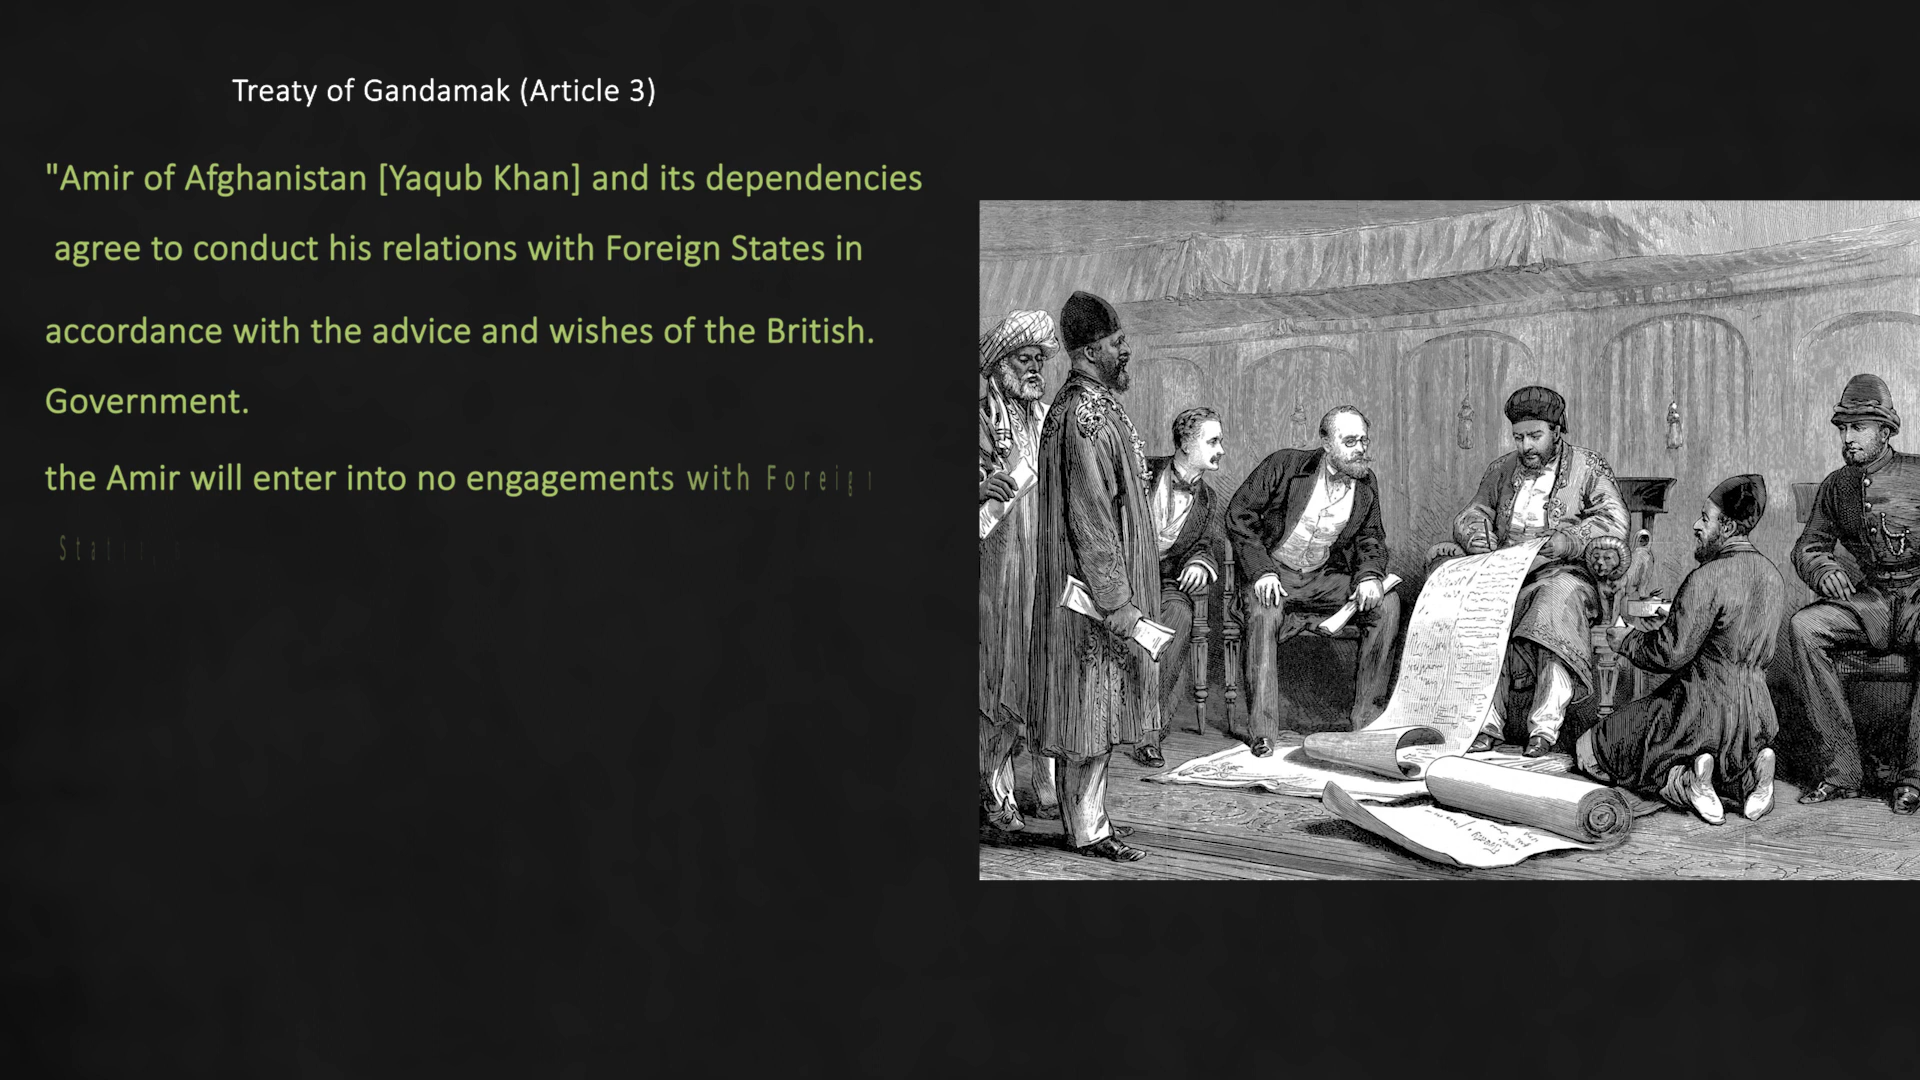 Treaty of Gandamak (Article 3)
"Amir of Afghanistan [Yaqub Khan] and its dependencies
agree to conduct his relations with Foreign States in
accordance with the advice and wishes of the British.
Government.
the Amir will enter into no engagements with Foreign